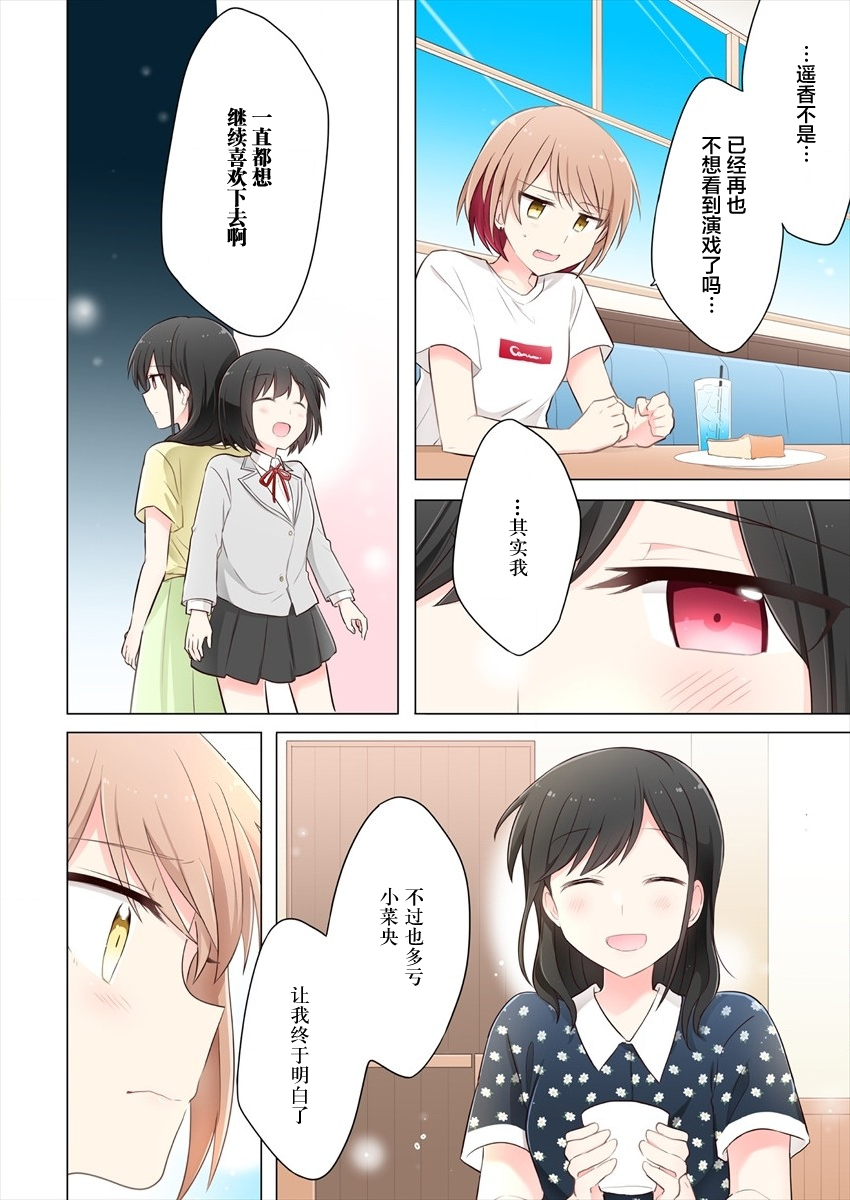 …遥香不是…
已经再也
不想看到演戏了吗…
…其实我
一直都想
继续喜欢下去啊
不过也多亏
小菜央
让我终于明白了